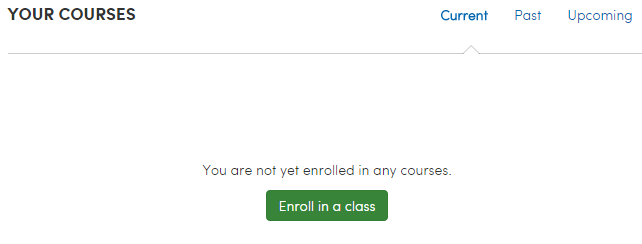 YOUR COURSES Current Past Upcoming
You are not yet enrolled in any courses.
Enroll in a class